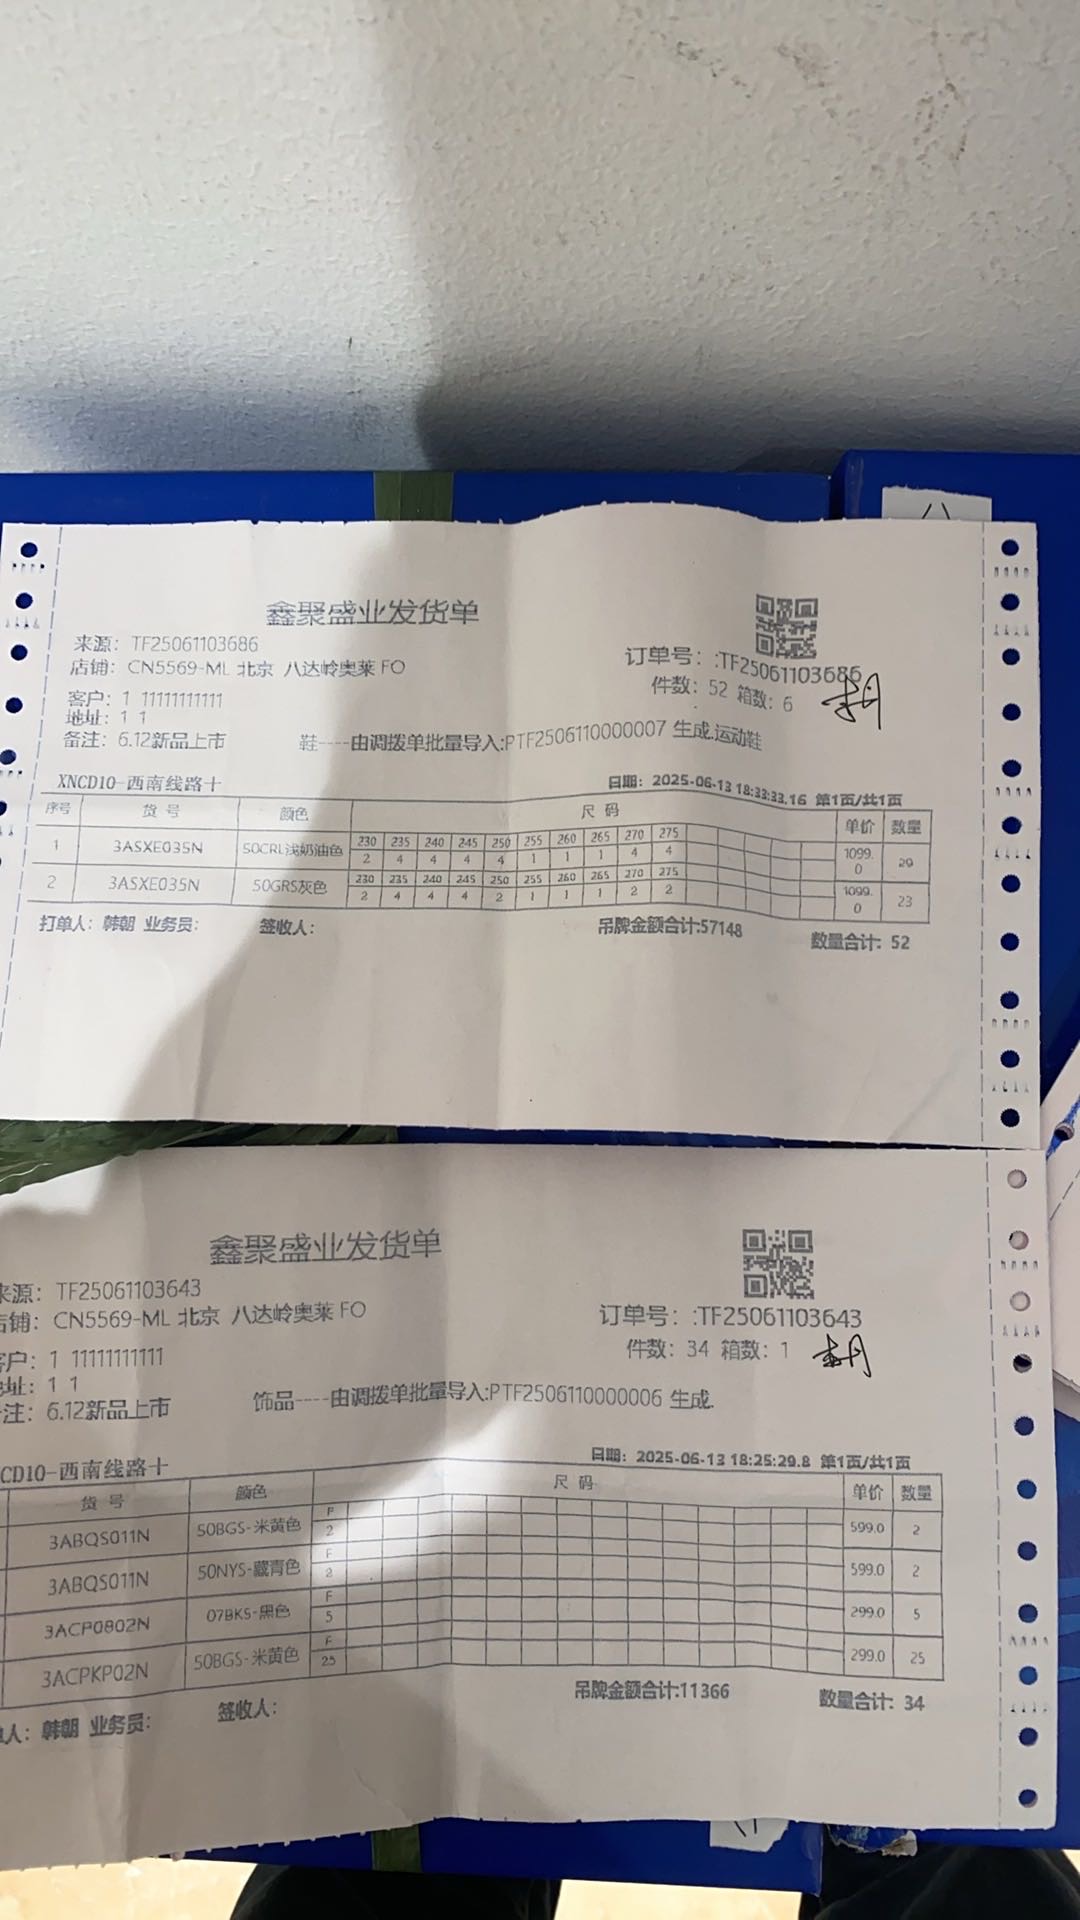 鑫聚盛业发货单
来源：TF25061103686
店铺：CN5569-ML 北京 八达岭奥莱 FO
订单号：:TF25061103686
件数：52 箱数：6
客户：1 11111111111
地址：1 1
备注：6.12新品上市 鞋----由调拨单批量导入:PTF2506110000007 生成.运动鞋
XNCD10-西南线路十 日期：2025-06-13 18:33:33.16 第1页/共1页
序号 货号 颜色 尺码 单价 数量
1 3ASXE035N 50CRL浅奶油色 230 235 240 245 250 255 260 265 270 275 1099.0 29
2 4 4 4 4 1 1 1 4 4
2 3ASXE035N 50GRS灰色 230 235 240 245 250 255 260 265 270 275 1099.0 23
2 4 4 4 2 1 1 1 2 2
打单人：韩朝 业务员： 签收人： 吊牌金额合计:57148 数量合计：52
鑫聚盛业发货单
来源：TF25061103643
店铺：CN5569-ML 北京 八达岭奥莱 FO
订单号：:TF25061103643
件数：34 箱数：1
客户：1 11111111111
地址：1 1
备注：6.12新品上市 饰品----由调拨单批量导入:PTF2506110000006 生成.
CD10-西南线路十 日期：2025-06-13 18:25:29.8 第1页/共1页
货号 颜色 尺码 单价 数量
3ABQS011N 50BGS-米黄色 F 2 599.0 2
3ABQS011N 50NYS-藏青色 F 2 599.0 2
3ACP0802N 07BKS-黑色 F 5 299.0 5
3ACPKP02N 50BGS-米黄色 F 25 299.0 25
人：韩朝 业务员： 签收人： 吊牌金额合计:11366 数量合计：34